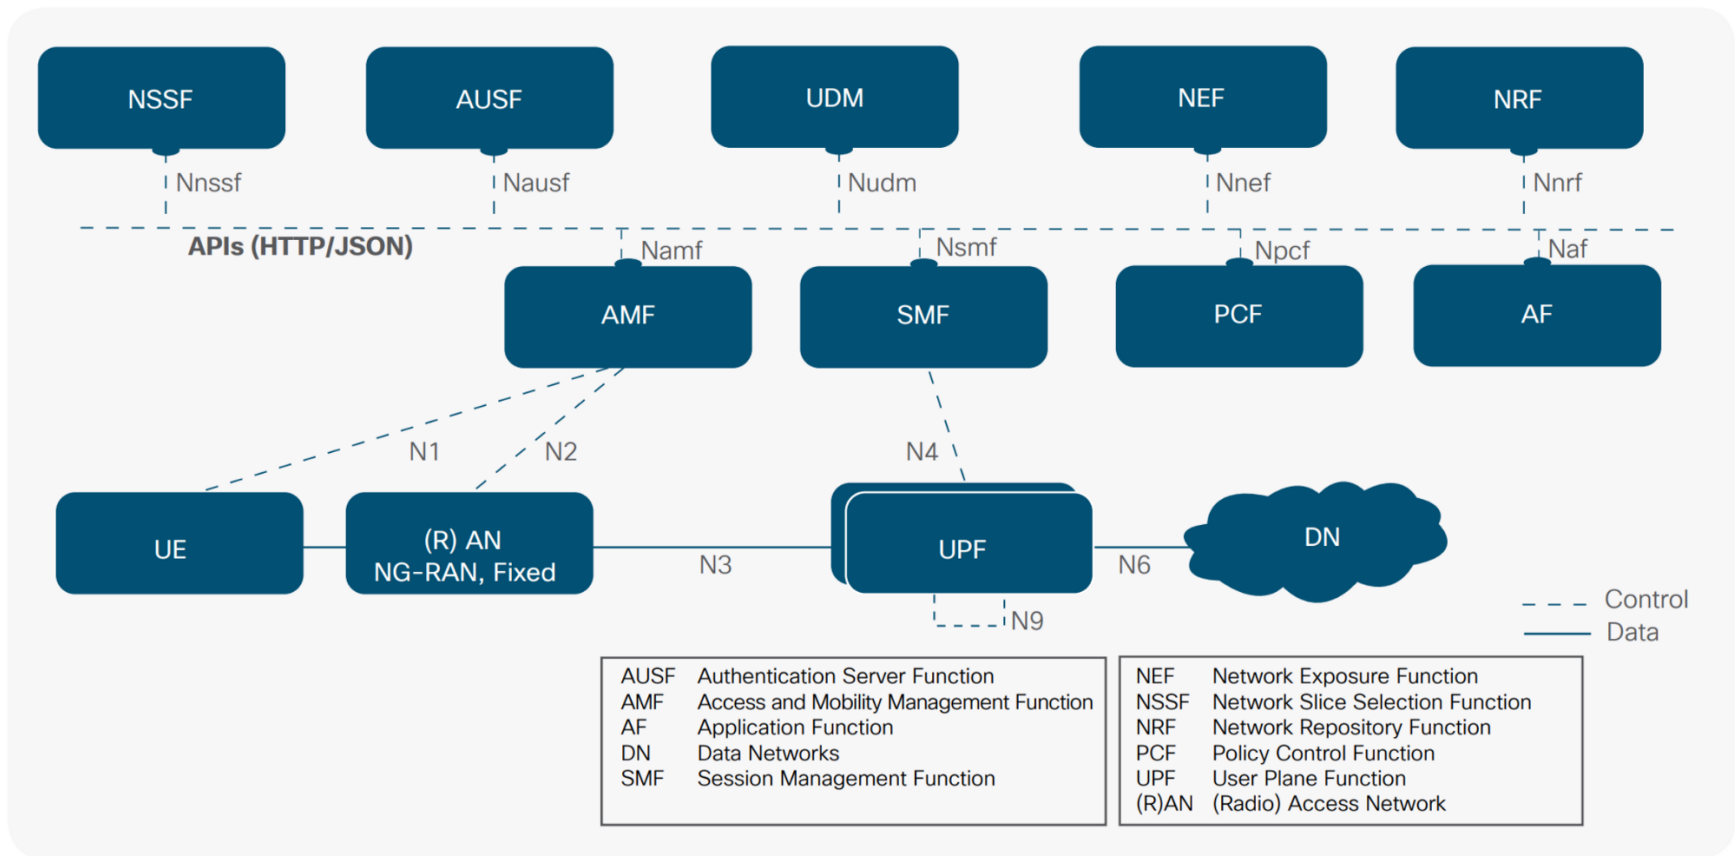 NSSF
AUSF
UDM
NEF
NRF
Nnssf
Nausf
Nudm
Nnef
Nnrf
APIs (HTTP/JSON)
Namf
Nsmf
Npcf
Naf
AMF
SMF
PCF
AF
N1
N2
N4
UE
(R) AN
NG-RAN, Fixed
N3
UPF
N6
DN
N9
Control
Data
AUSF Authentication Server Function
AMF Access and Mobility Management Function
AF Application Function
DN Data Networks
SMF Session Management Function
NEF Network Exposure Function
NSSF Network Slice Selection Function
NRF Network Repository Function
PCF Policy Control Function
UPF User Plane Function
(R)AN (Radio) Access Network